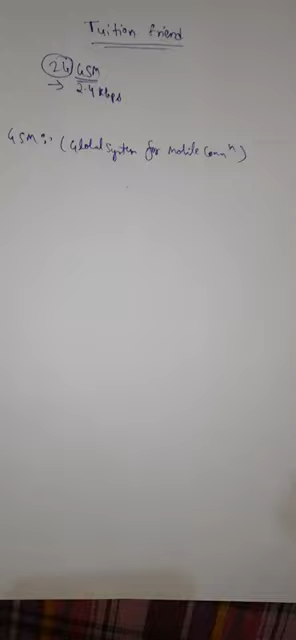 Tuition friend
2G GSM
→ 2.4 kbps
GSM :- (Global System for Mobile Commⁿ)